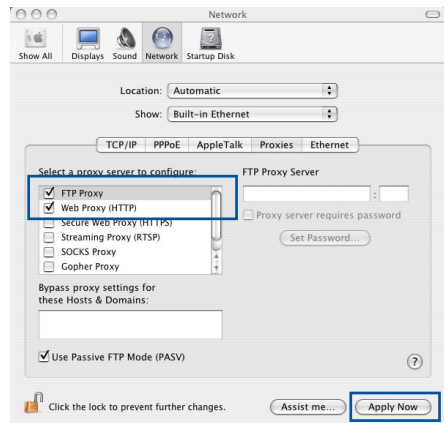 Network
Show All Displays Sound Network Startup Disk
Location: Automatic
Show: Built-in Ethernet
TCP/IP PPPoE AppleTalk Proxies Ethernet
Select a proxy server to configure: FTP Proxy Server
FTP Proxy :
Web Proxy (HTTP) Proxy server requires password
Secure Web Proxy (HTTPS)
Streaming Proxy (RTSP) Set Password...
SOCKS Proxy
Gopher Proxy
Bypass proxy settings for
these Hosts & Domains:
Use Passive FTP Mode (PASV) ?
Click the lock to prevent further changes. Assist me... Apply Now